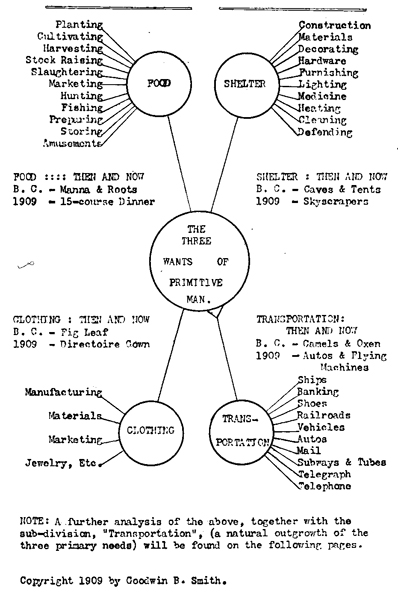 Planting
Cultivating
Harvesting
Stock Raising
Slaughtering
Marketing
Hunting
Fishing
Preparing
Storing
Amusements
FOOD
SHELTER
Construction
Materials
Decorating
Hardware
Furnishing
Lighting
Medicine
Heating
Cleaning
Defending
FOOD :::: THEN AND NOW
B. C. - Manna & Roots
1909 - 15-course Dinner
SHELTER : THEN AND NOW
B. C. - Caves & Tents
1909 - Skyscrapers
THE
THREE
WANTS OF
PRIMITIVE
MAN.
CLOTHING : THEN AND NOW
B. C. - Fig Leaf
1909 - Directoire Gown
TRANSPORTATION:
THEN AND NOW
B. C. - Camels & Oxen
1909 - Autos & Flying
Machines
Manufacturing
Materials
Marketing
Jewelry, Etc.
CLOTHING
TRANS-
PORTATION
Ships
Banking
Shoes
Railroads
Vehicles
Autos
Mail
Subways & Tubes
Telegraph
Telephone
NOTE: A further analysis of the above, together with the
sub-division, "Transportation", (a natural outgrowth of the
three primary needs) will be found on the following pages.
Copyright 1909 by Goodwin B. Smith.